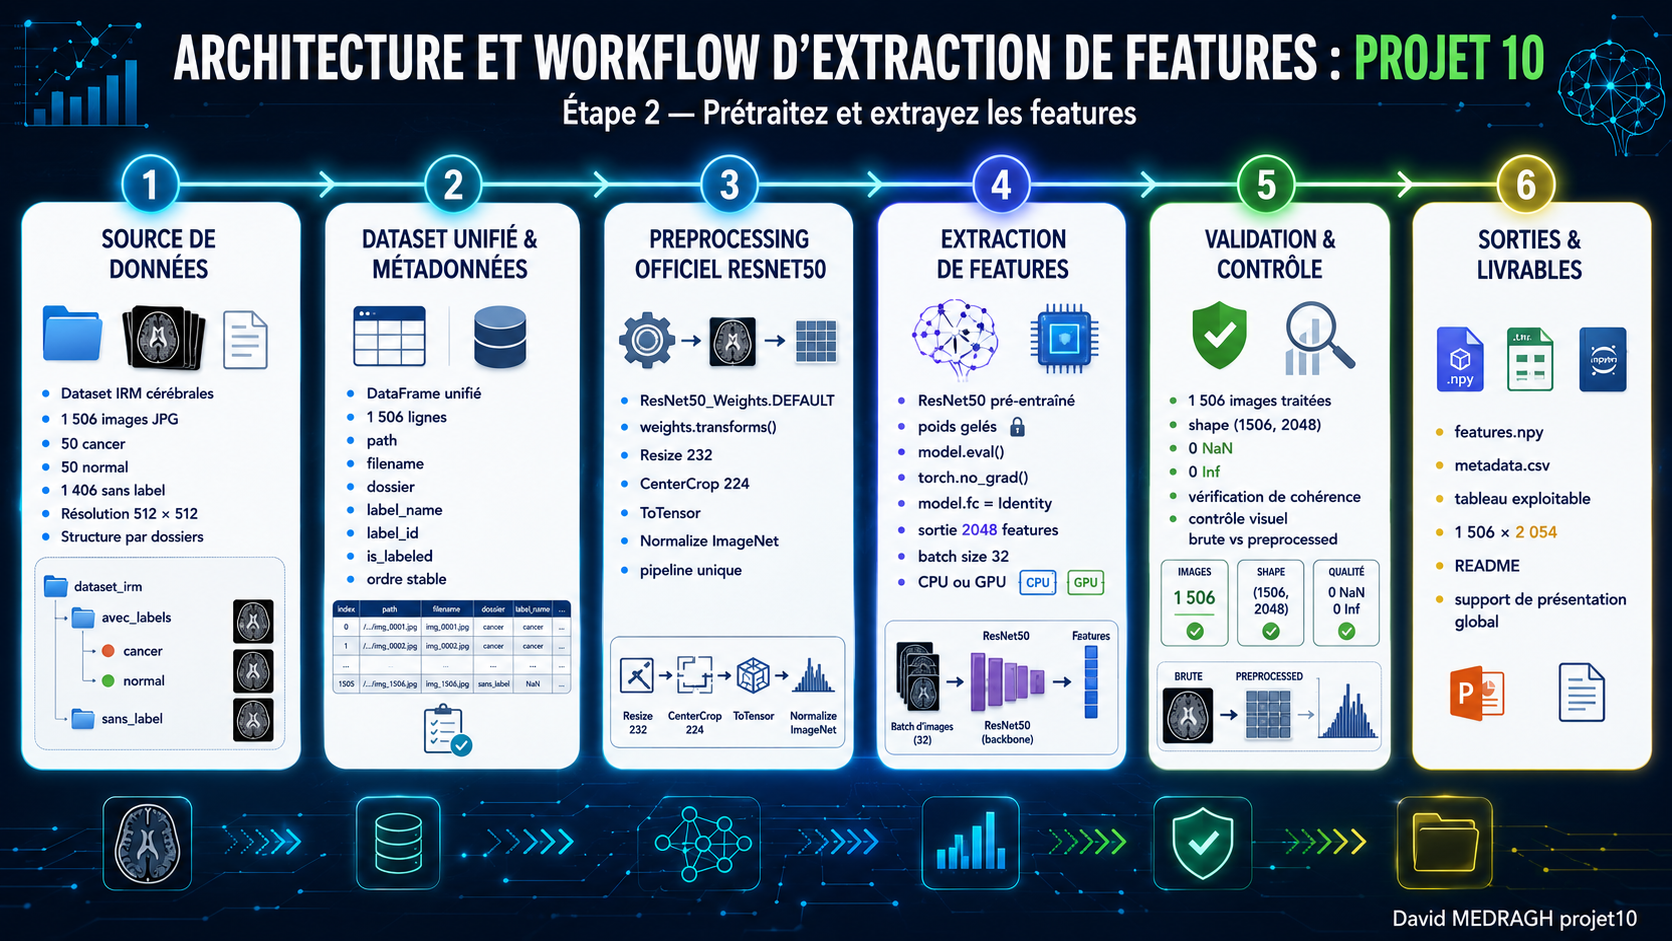 ARCHITECTURE ET WORKFLOW D'EXTRACTION DE FEATURES : PROJET 10
Étape 2 — Prétraitez et extrayez les features
1
SOURCE DE
DONNÉES
Dataset IRM cérébrales
1 506 images JPG
50 cancer
50 normal
1 406 sans label
Résolution 512 × 512
Structure par dossiers
dataset_irm
avec_labels
cancer
normal
sans_label
2
DATASET UNIFIÉ &
MÉTADONNÉES
DataFrame unifié
1 506 lignes
path
filename
dossier
label_name
label_id
is_labeled
ordre stable
index path filename dossier label_name ...
0 /.../img_0001.jpg img_0001.jpg cancer cancer ...
1 /.../img_0002.jpg img_0002.jpg cancer cancer ...
... ... ... ... ...
1505 /.../img_1506.jpg img_1506.jpg sans_label NaN ...
3
PREPROCESSING
OFFICIEL RESNET50
ResNet50_Weights.DEFAULT
weights.transforms()
Resize 232
CenterCrop 224
ToTensor
Normalize ImageNet
pipeline unique
Resize
232
CenterCrop
224
ToTensor
Normalize
ImageNet
4
EXTRACTION
DE FEATURES
ResNet50 pré-entraîné
poids gelés
model.eval()
torch.no_grad()
model.fc = Identity
sortie 2048 features
batch size 32
CPU ou GPU CPU GPU
ResNet50
Features
Batch d'images
(32)
ResNet50
(backbone)
5
VALIDATION &
CONTRÔLE
1 506 images traitées
shape (1506, 2048)
0 NaN
0 Inf
vérification de cohérence
contrôle visuel
brute vs preprocessed
IMAGES
1 506
SHAPE
(1506,
2048)
QUALITÉ
0 NaN
0 Inf
BRUTE
PREPROCESSED
6
SORTIES &
LIVRABLES
.npy
features.npy
metadata.csv
tableau exploitable
1 506 × 2 054
README
support de présentation
global
P
David MEDRAGH projet10